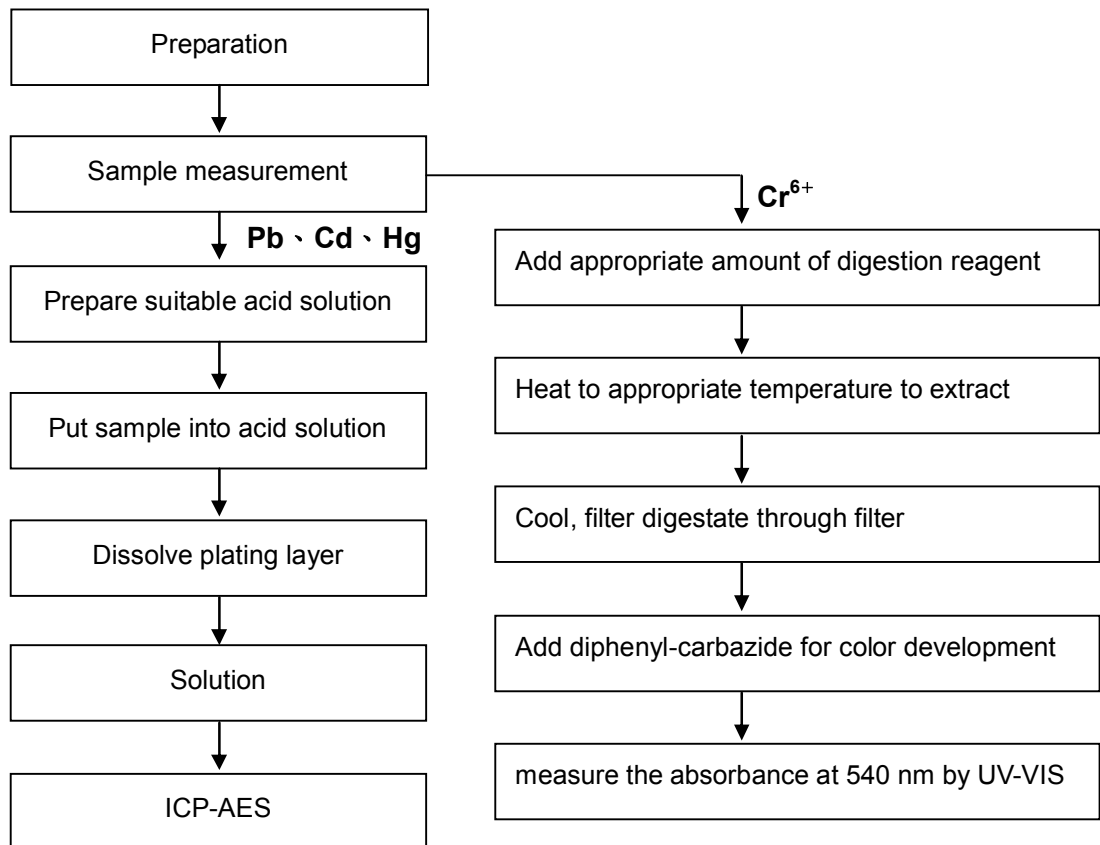 Preparation
Sample measurement
Pb、Cd、Hg
Prepare suitable acid solution
Put sample into acid solution
Dissolve plating layer
Solution
ICP-AES
Cr⁶⁺
Add appropriate amount of digestion reagent
Heat to appropriate temperature to extract
Cool, filter digestate through filter
Add diphenyl-carbazide for color development
measure the absorbance at 540 nm by UV-VIS